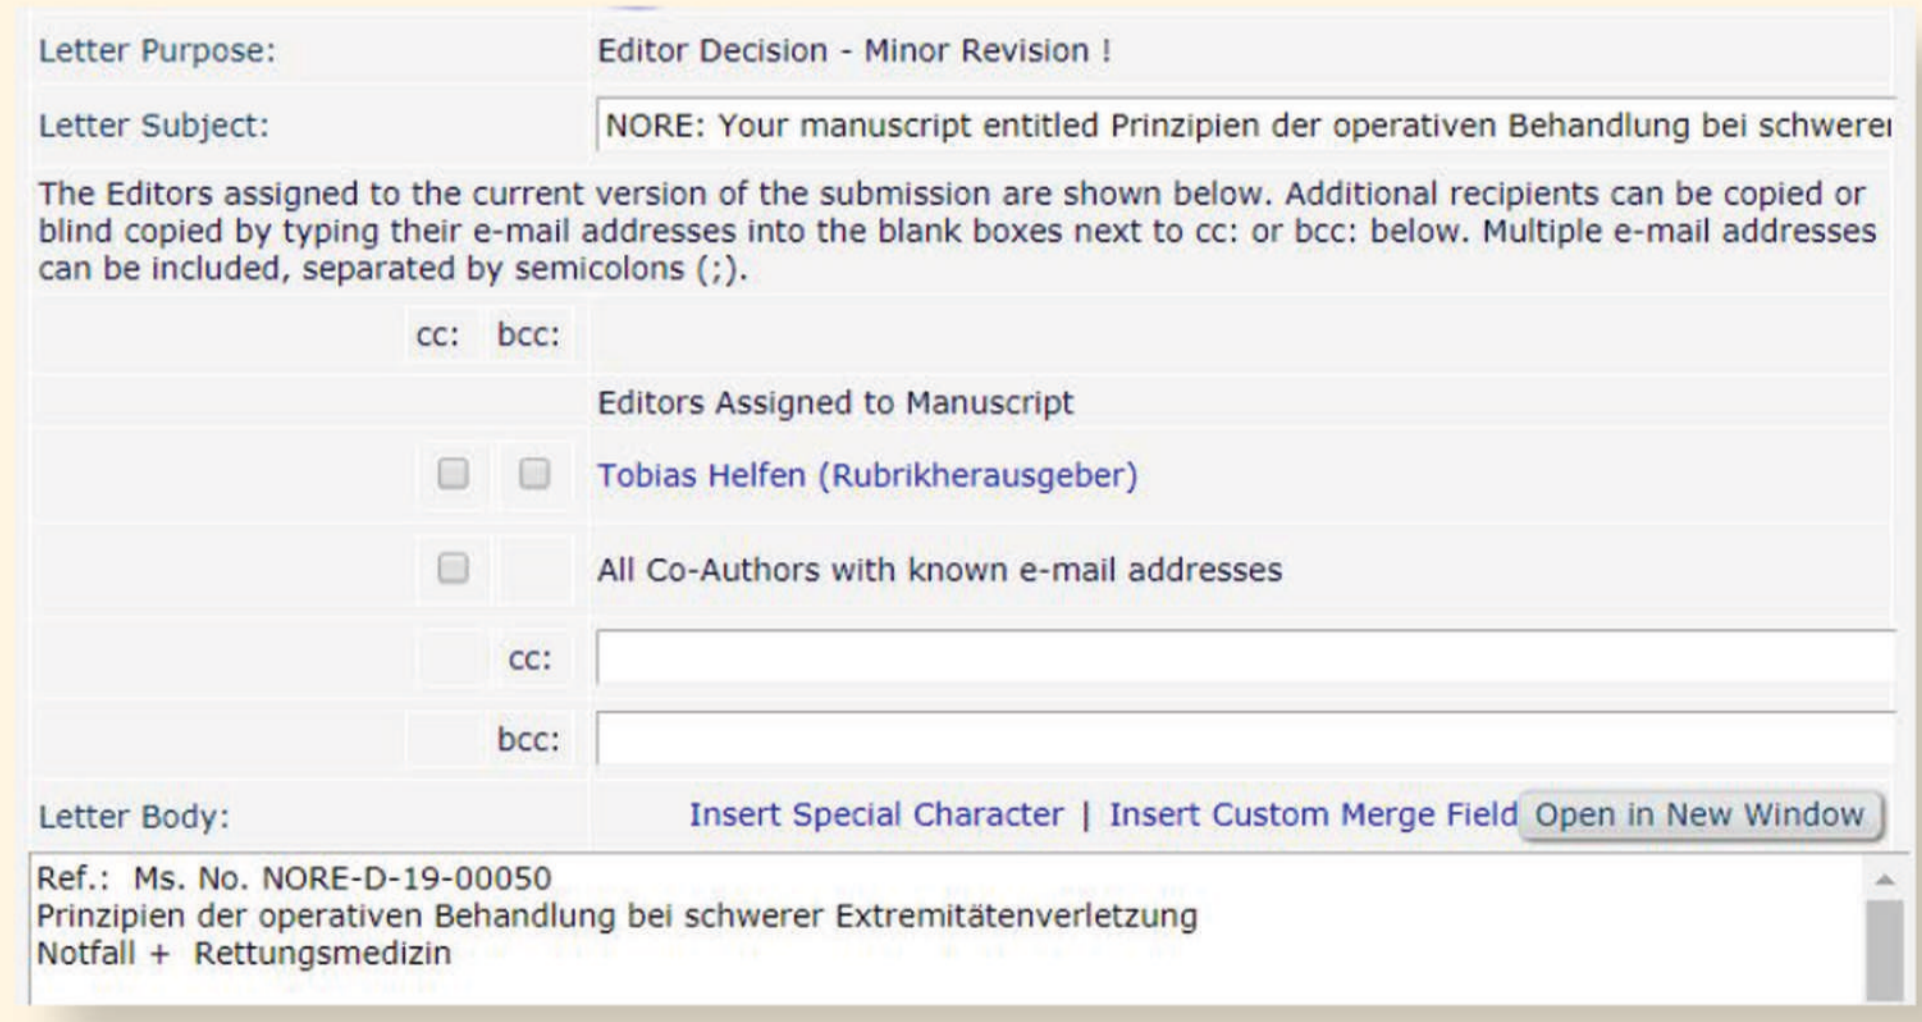 Letter Purpose: Editor Decision - Minor Revision !
Letter Subject: NORE: Your manuscript entitled Prinzipien der operativen Behandlung bei schwerer
The Editors assigned to the current version of the submission are shown below. Additional recipients can be copied or
blind copied by typing their e-mail addresses into the blank boxes next to cc: or bcc: below. Multiple e-mail addresses
can be included, separated by semicolons (;).
cc: bcc:
Editors Assigned to Manuscript
Tobias Helfen (Rubrikherausgeber)
All Co-Authors with known e-mail addresses
cc:
bcc:
Letter Body: Insert Special Character | Insert Custom Merge Field Open in New Window
Ref.: Ms. No. NORE-D-19-00050
Prinzipien der operativen Behandlung bei schwerer Extremitätenverletzung
Notfall + Rettungsmedizin